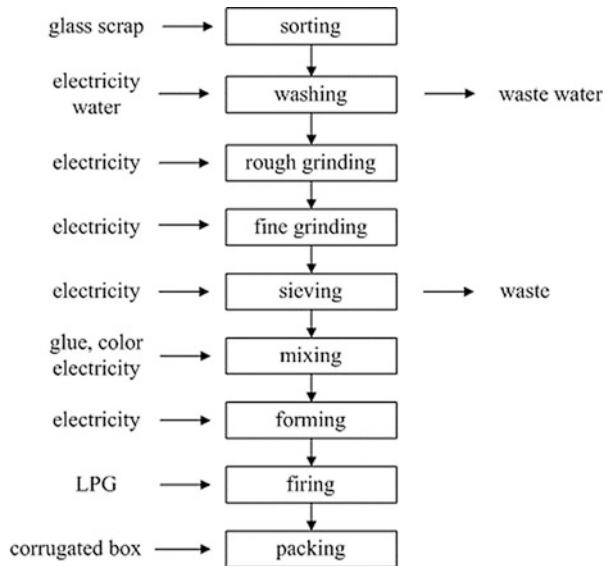 glass scrap
sorting
electricity
water
washing
waste water
electricity
rough grinding
electricity
fine grinding
electricity
sieving
waste
glue, color
electricity
mixing
electricity
forming
LPG
firing
corrugated box
packing